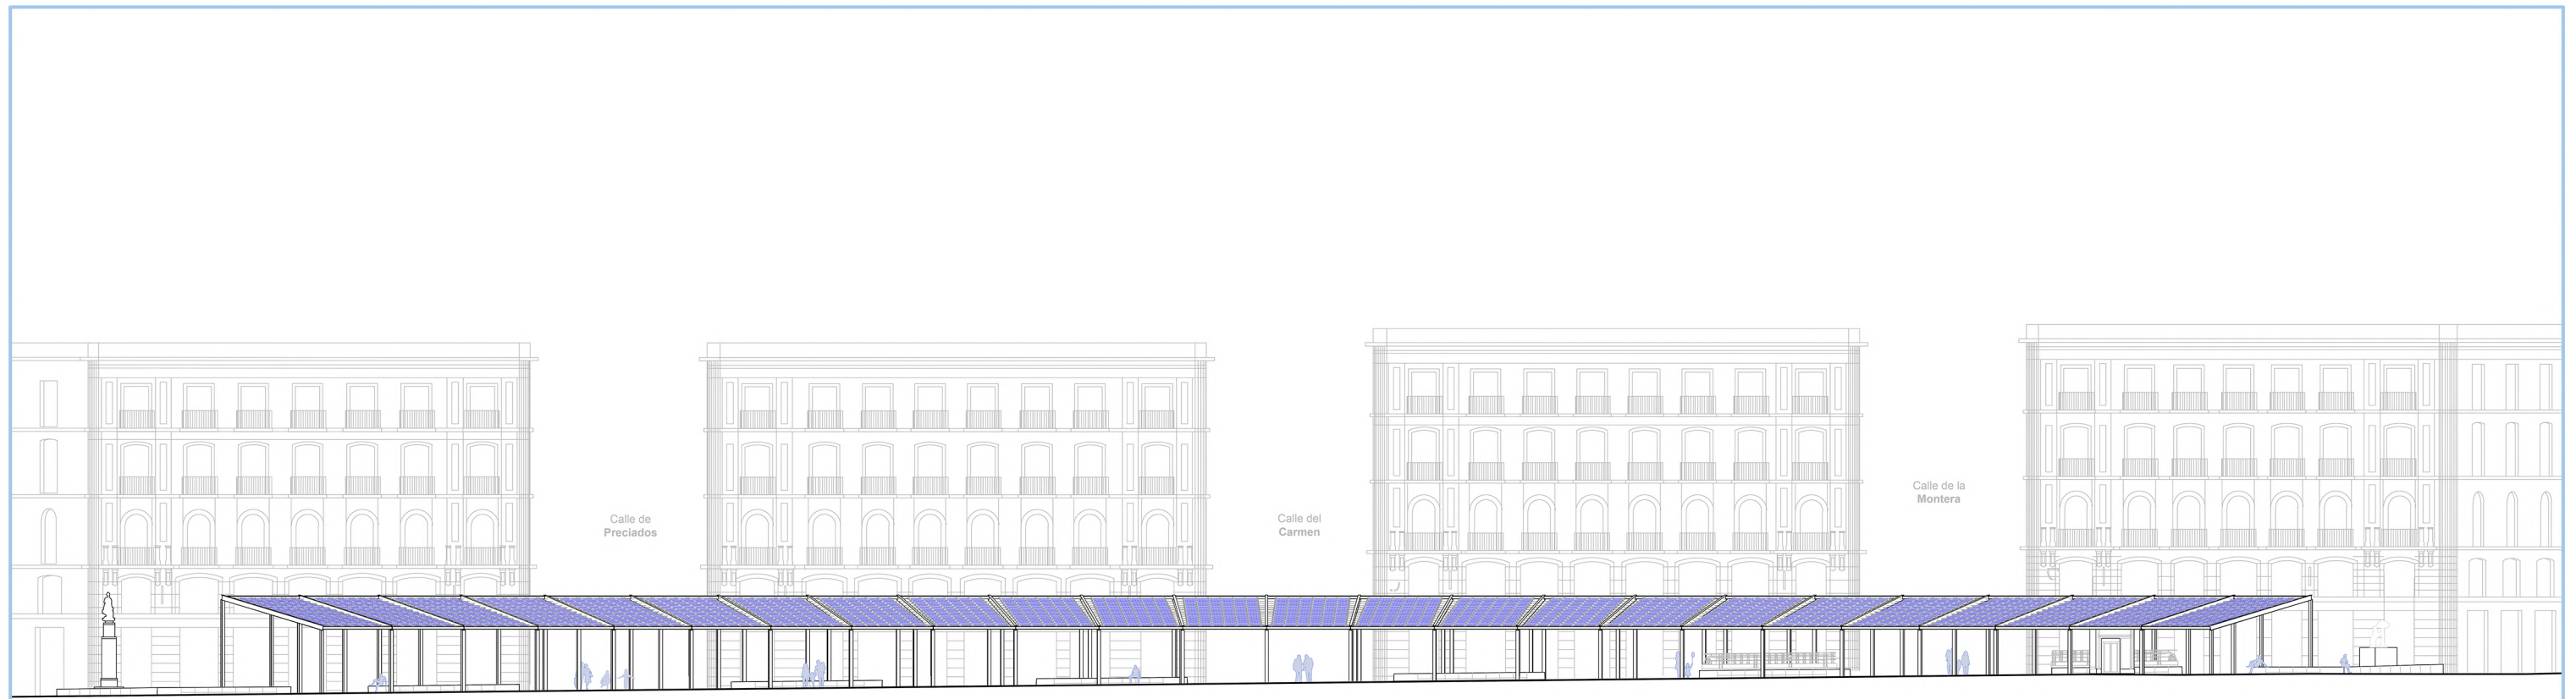 Calle de
Preciados
Calle del
Carmen
Calle de la
Montera